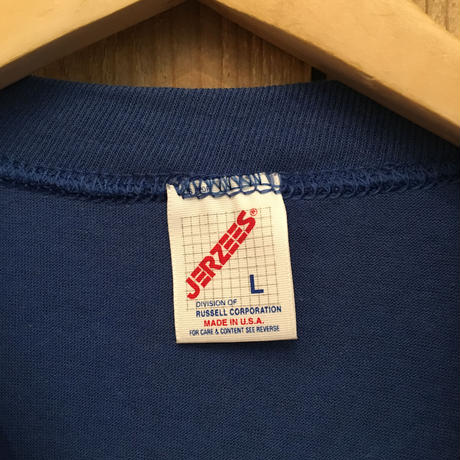 JERZEES®
L
DIVISION OF
RUSSELL CORPORATION
MADE IN U.S.A.
FOR CARE & CONTENT SEE REVERSE